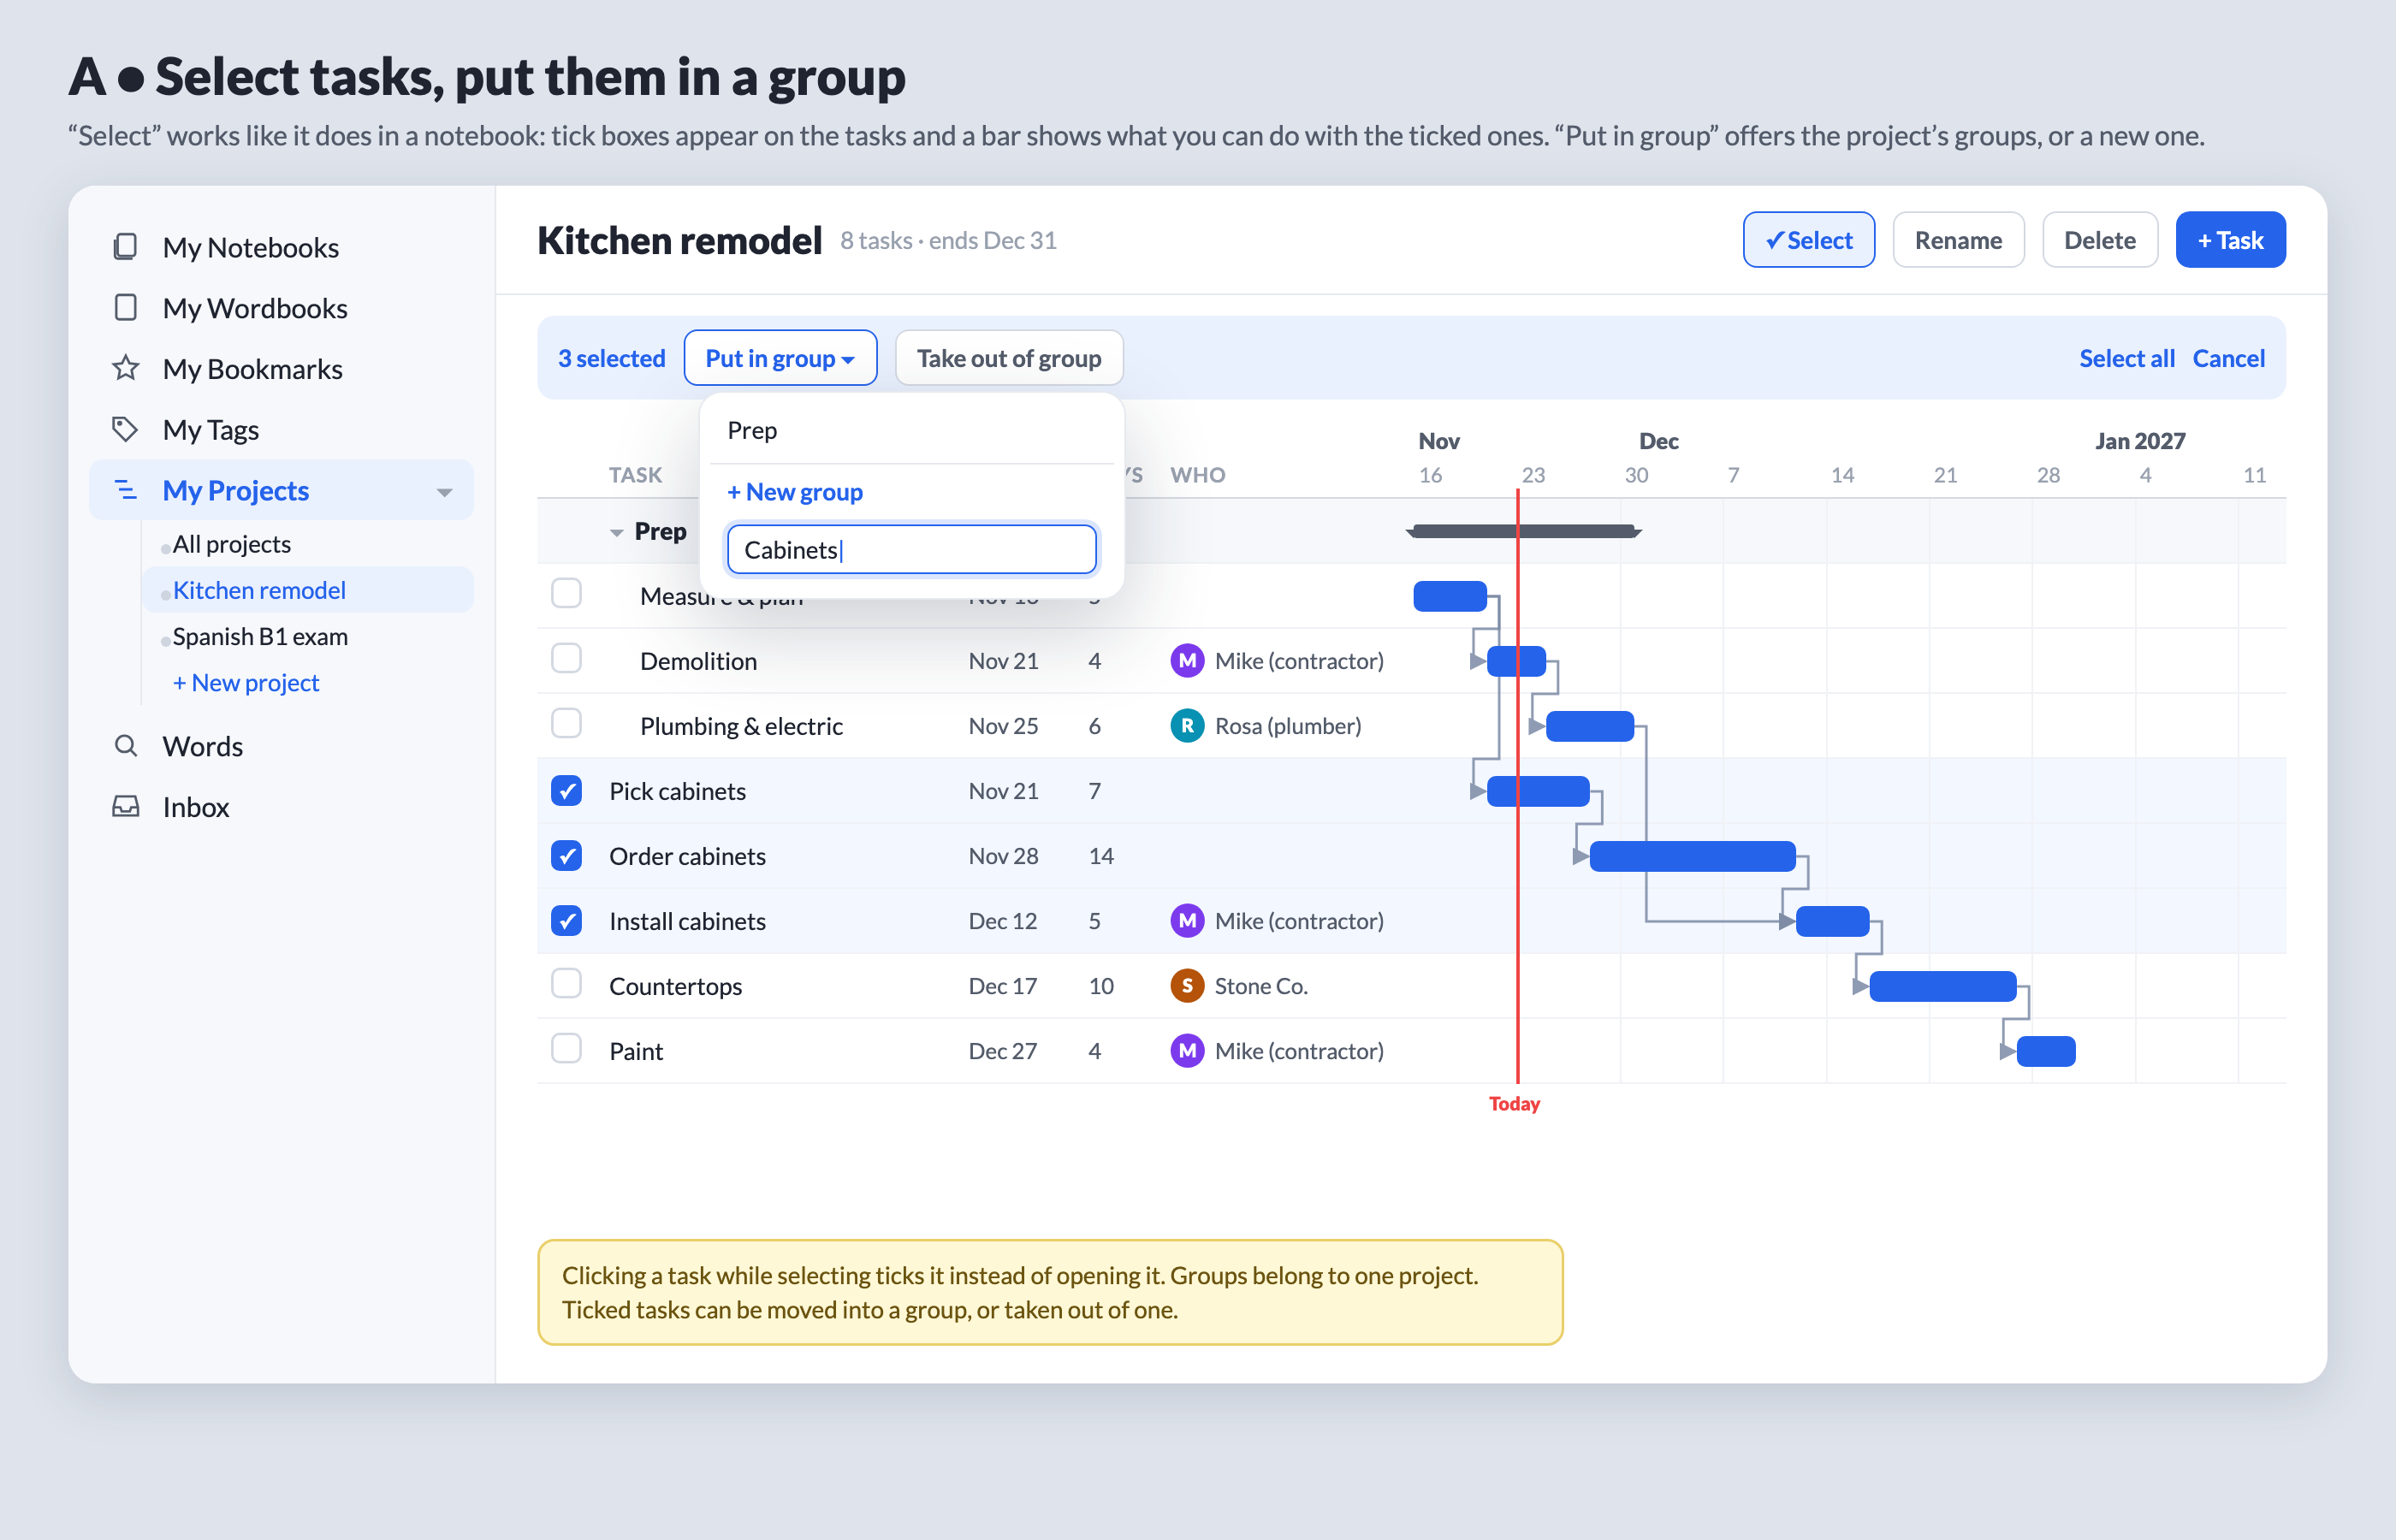 A • Select tasks, put them in a group
“Select” works like it does in a notebook: tick boxes appear on the tasks and a bar shows what you can do with the ticked ones. “Put in group” offers the project’s groups, or a new one.
My Notebooks
My Wordbooks
My Bookmarks
My Tags
My Projects
All projects
Kitchen remodel
Spanish B1 exam
+ New project
Words
Inbox
Kitchen remodel 8 tasks · ends Dec 31
✓Select Rename Delete + Task
3 selected Put in group Take out of group Select all Cancel
Prep
+ New group
Cabinets
Nov Dec Jan 2027
TASK WHO 16 23 30 7 14 21 28 4 11
Prep
Measure & plan
Demolition Nov 21 4 M Mike (contractor)
Plumbing & electric Nov 25 6 R Rosa (plumber)
✓ Pick cabinets Nov 21 7
✓ Order cabinets Nov 28 14
✓ Install cabinets Dec 12 5 M Mike (contractor)
Countertops Dec 17 10 S Stone Co.
Paint Dec 27 4 M Mike (contractor)
Today
Clicking a task while selecting ticks it instead of opening it. Groups belong to one project.
Ticked tasks can be moved into a group, or taken out of one.